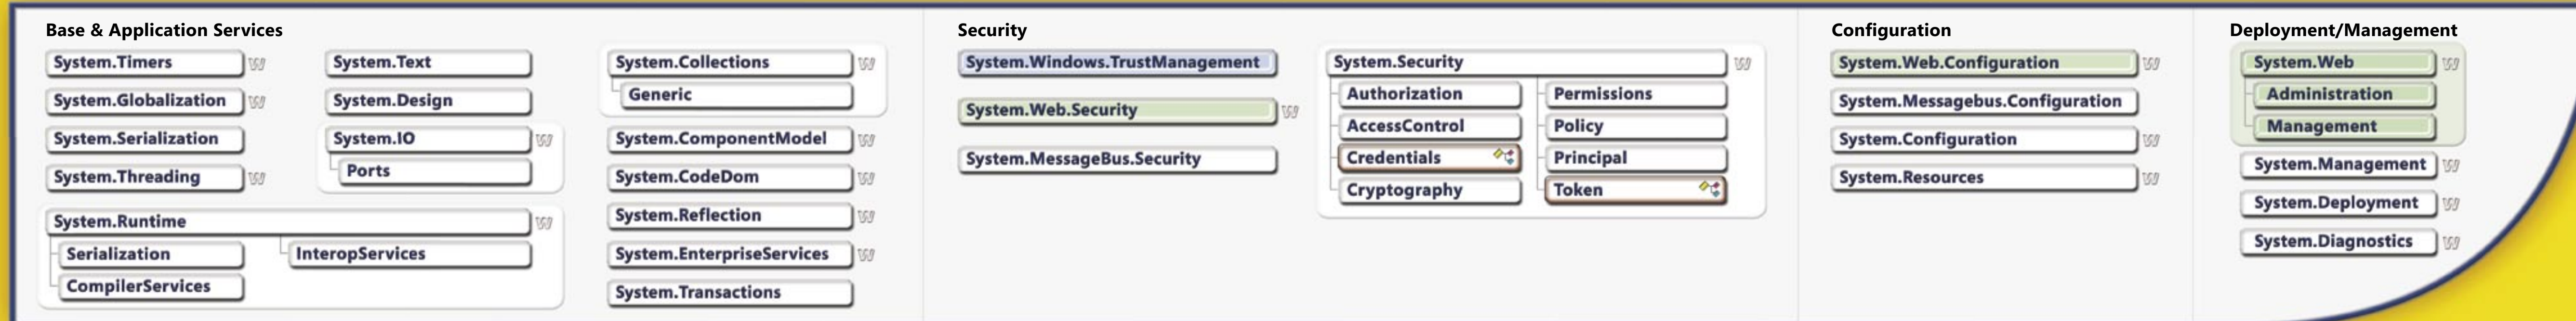 Base & Application Services
System.Timers
W
System.Globalization
W
System.Serialization
System.Threading
W
System.Text
System.Design
System.IO
W
Ports
System.Runtime
W
Serialization
CompilerServices
InteropServices
System.Collections
W
Generic
System.ComponentModel
W
System.CodeDom
W
System.Reflection
W
System.EnterpriseServices
W
System.Transactions
Security
System.Windows.TrustManagement
System.Web.Security
W
System.MessageBus.Security
System.Security
W
Authorization
AccessControl
Credentials
Cryptography
Permissions
Policy
Principal
Token
Configuration
System.Web.Configuration
W
System.Messagebus.Configuration
System.Configuration
W
System.Resources
W
Deployment/Management
System.Web
W
Administration
Management
System.Management
W
System.Deployment
W
System.Diagnostics
W